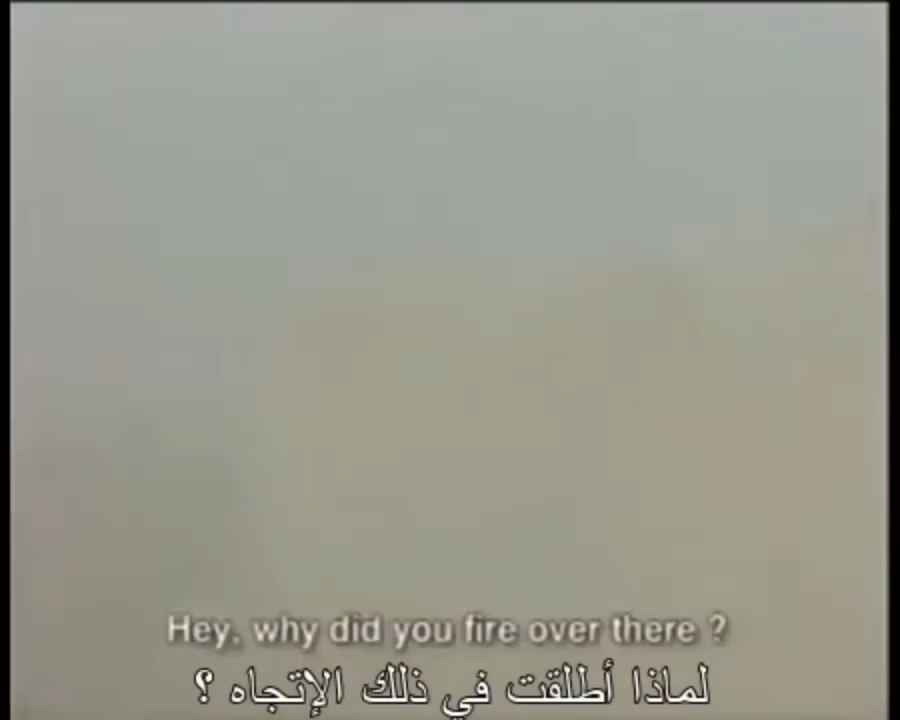 Hey, why did you fire over there ?
لماذا أطلقت في ذلك الإتجاه ؟